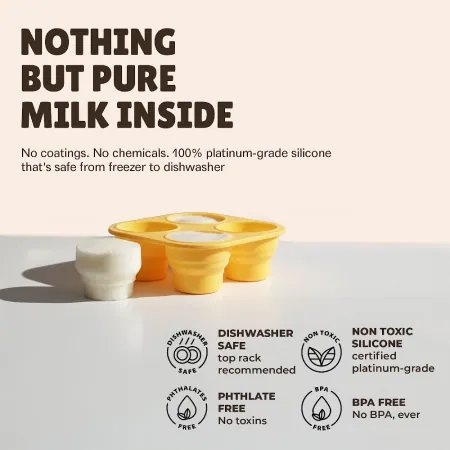 NOTHING
BUT PURE
MILK INSIDE
No coatings. No chemicals. 100% platinum-grade silicone
that's safe from freezer to dishwasher
DISHWASHER
SAFE
DISHWASHER
SAFE
top rack
recommended
NON TOXIC
NON TOXIC
SILICONE
certified
platinum-grade
PHTHALATES
FREE
PHTHLATE
FREE
No toxins
BPA
FREE
BPA FREE
No BPA, ever